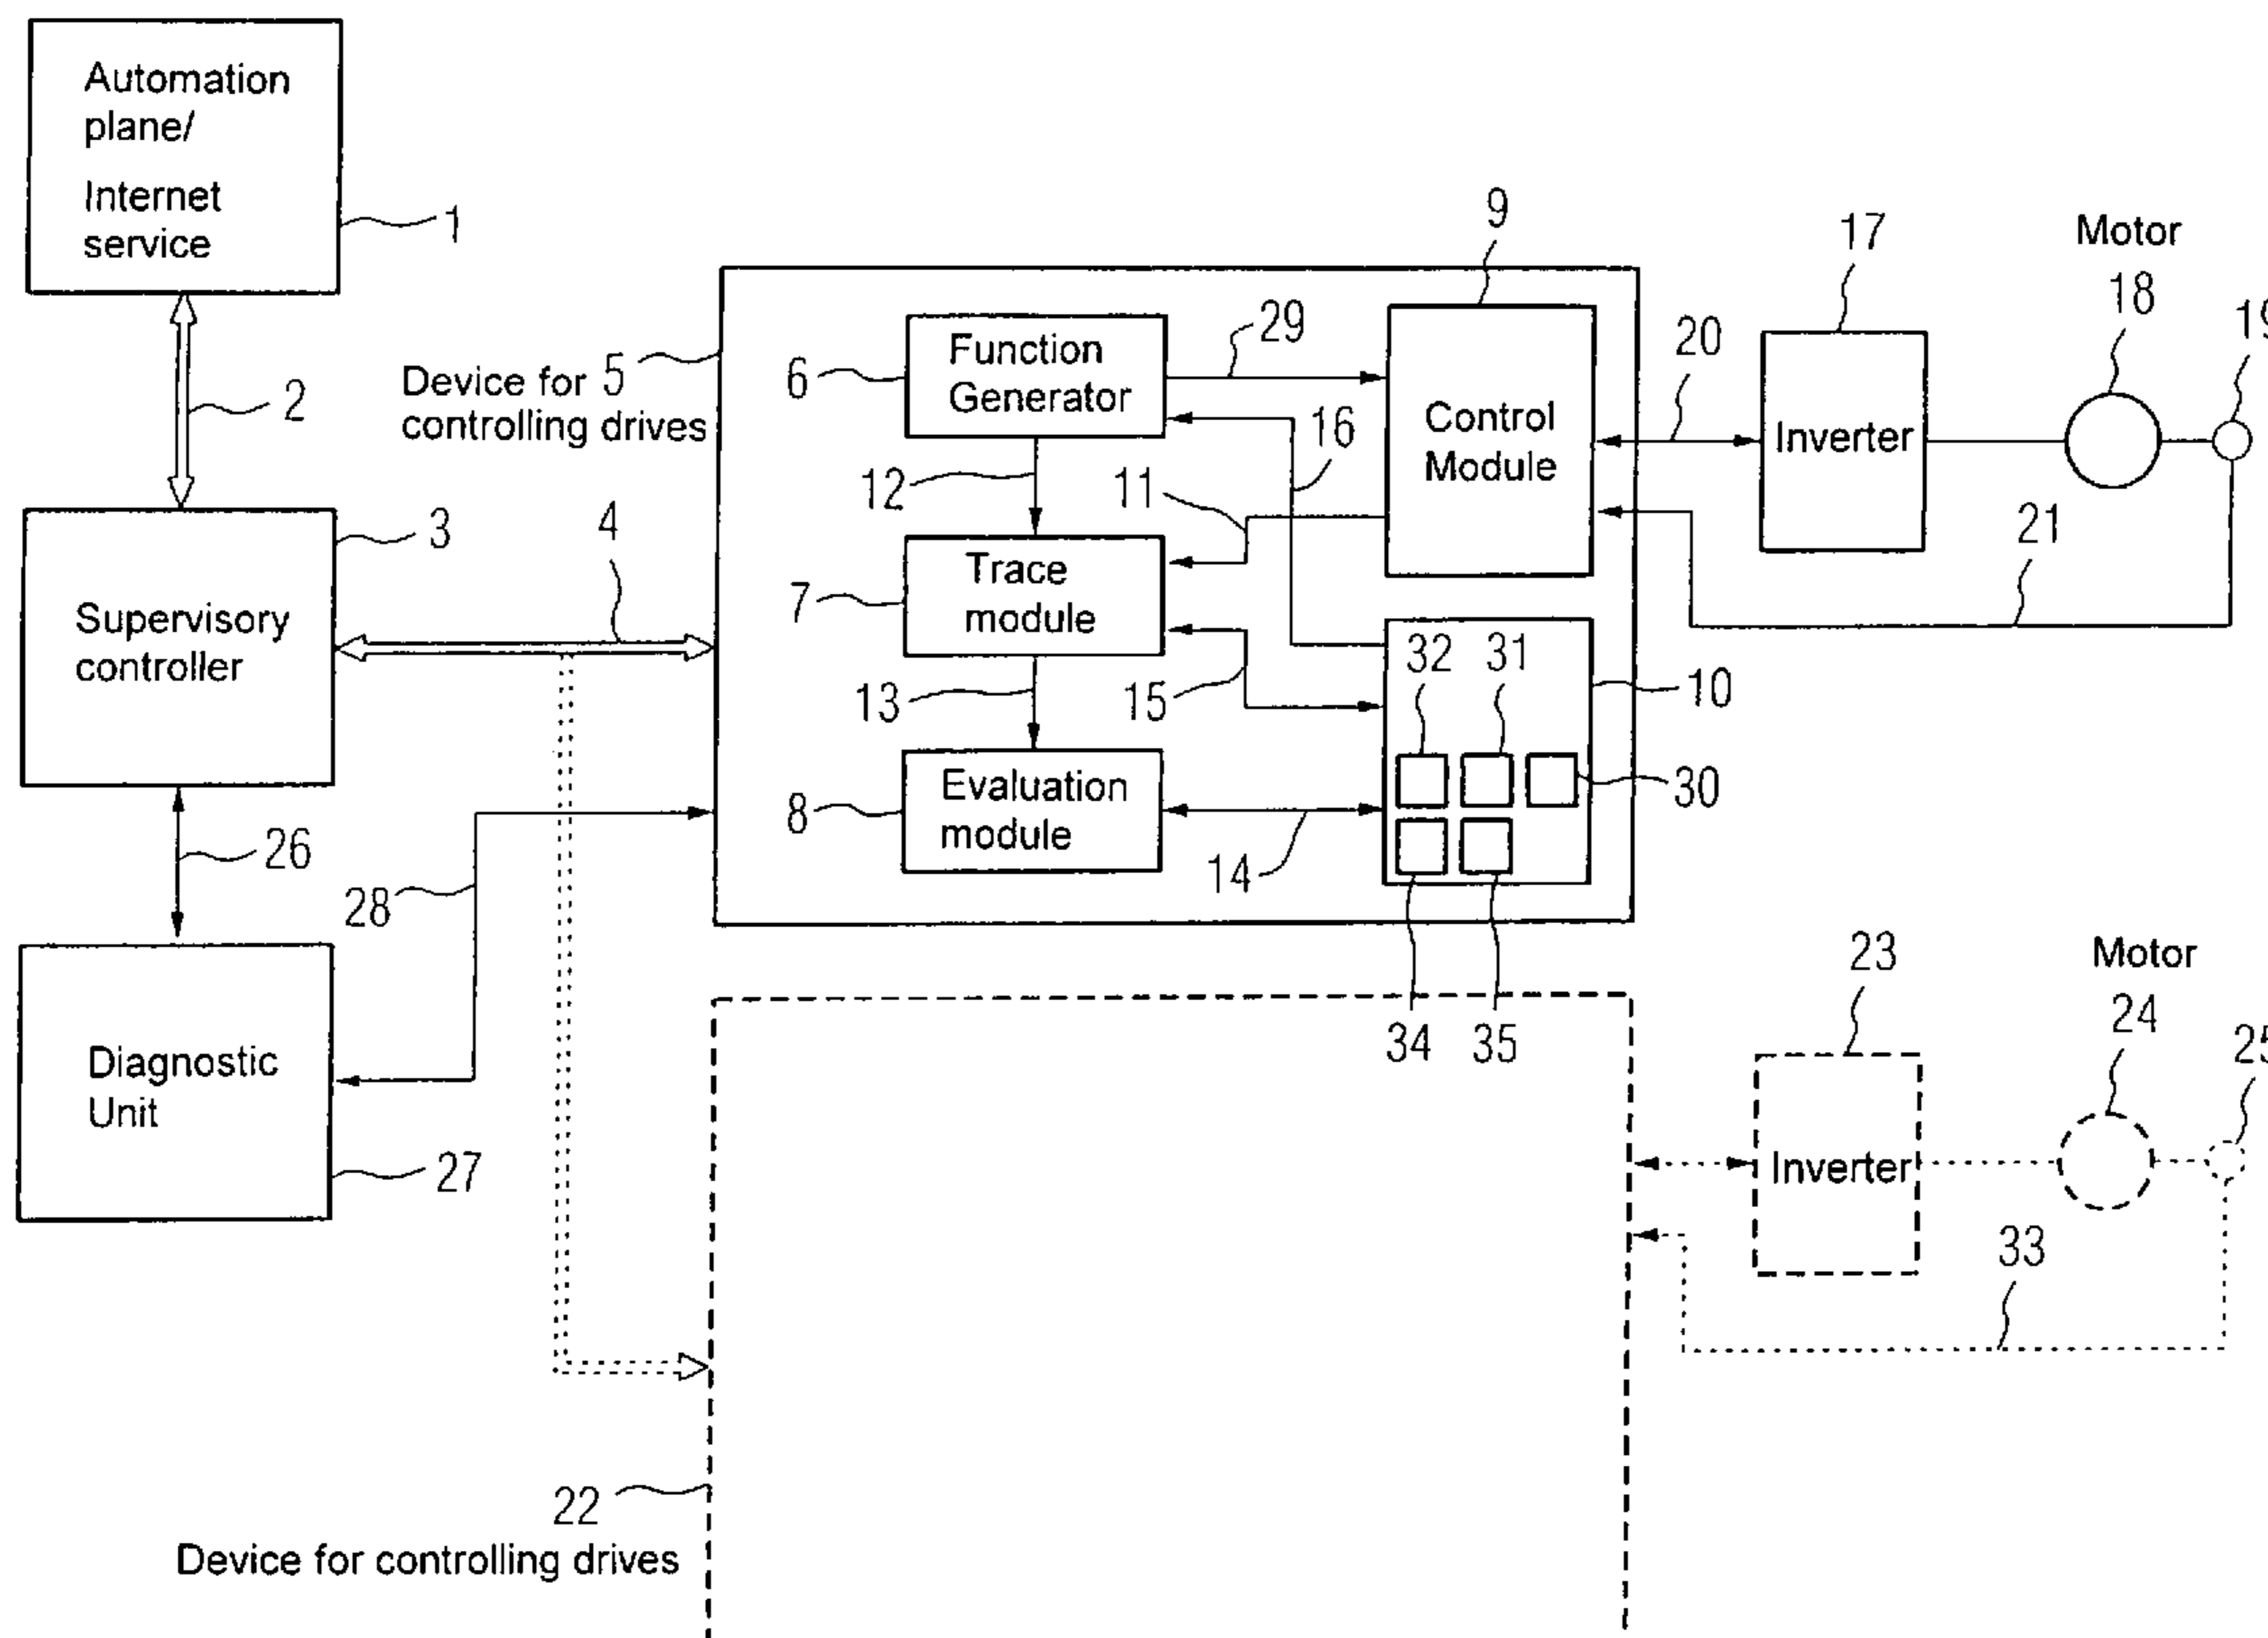 Automation
plane/
Internet
service
1
2
Supervisory
controller
3
4
26
28
Diagnostic
Unit
27
Device for 5
controlling drives
6
Function
Generator
29
9
Control
Module
16
12
11
7
Trace
module
13
15
8
Evaluation
module
14
32
31
10
30
34
35
17
Inverter
20
Motor
18
19
21
23
Inverter
Motor
24
25
33
22
Device for controlling drives